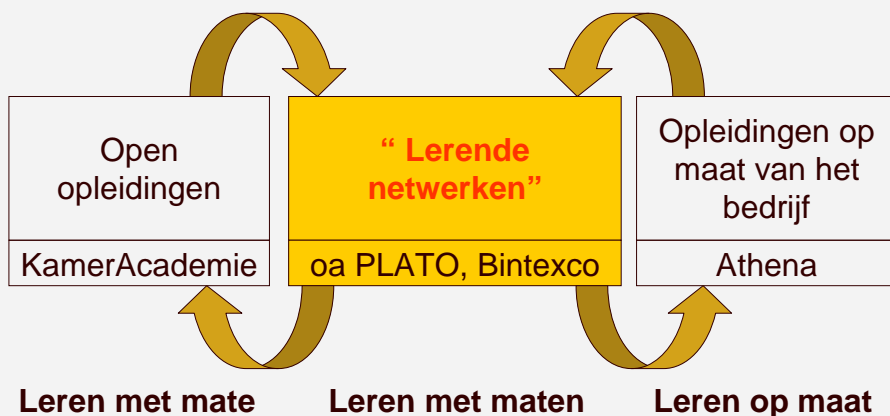 Open
opleidingen
KamerAcademie
“ Lerende
netwerken”
oa PLATO, Bintexco
Opleidingen op
maat van het
bedrijf
Athena
Leren met mate
Leren met maten
Leren op maat